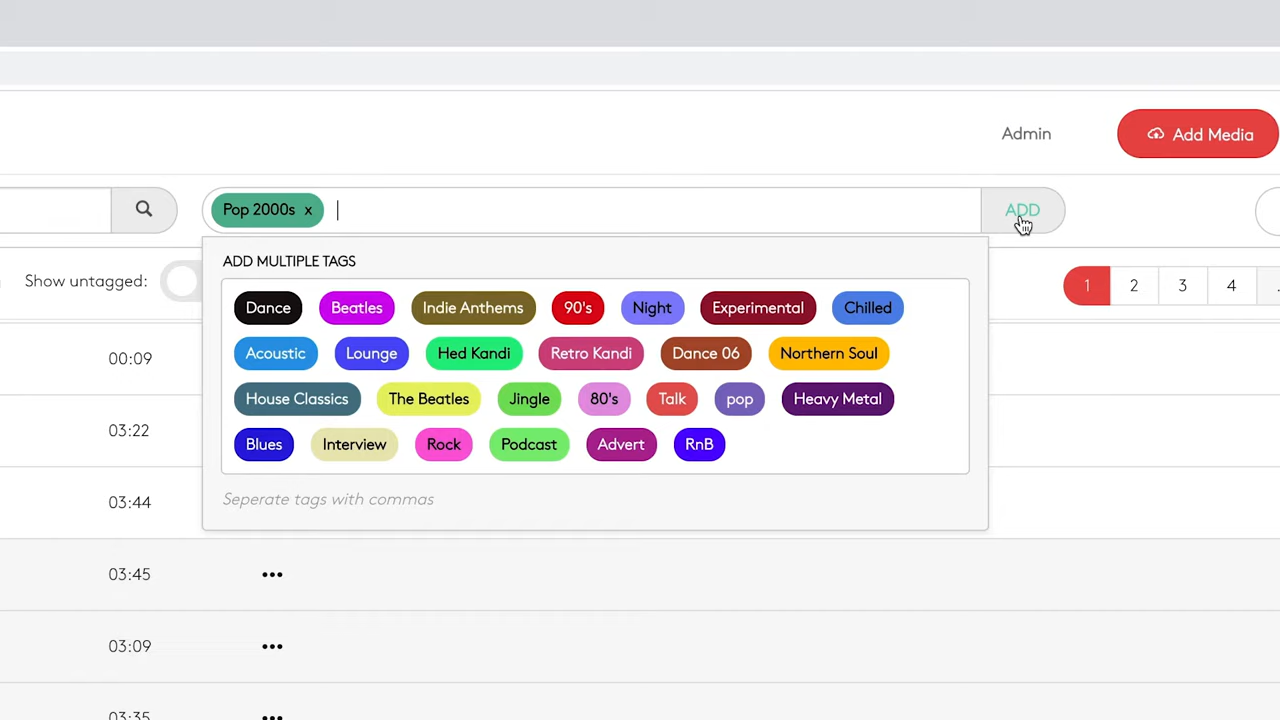 Admin
Add Media
Pop 2000s x
ADD
ADD MULTIPLE TAGS
Show untagged:
1 2 3 4
Dance Beatles Indie Anthems 90's Night Experimental Chilled
Acoustic Lounge Hed Kandi Retro Kandi Dance 06 Northern Soul
House Classics The Beatles Jingle 80's Talk pop Heavy Metal
Blues Interview Rock Podcast Advert RnB
Seperate tags with commas
00:09
03:22
03:44
03:45
03:09
03:35